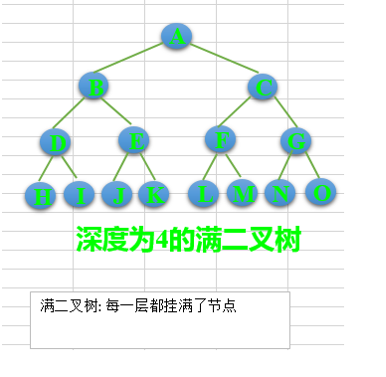 A
B C
D E F G
H I J K L M N O
深度为4的满二叉树
满二叉树: 每一层都挂满了节点